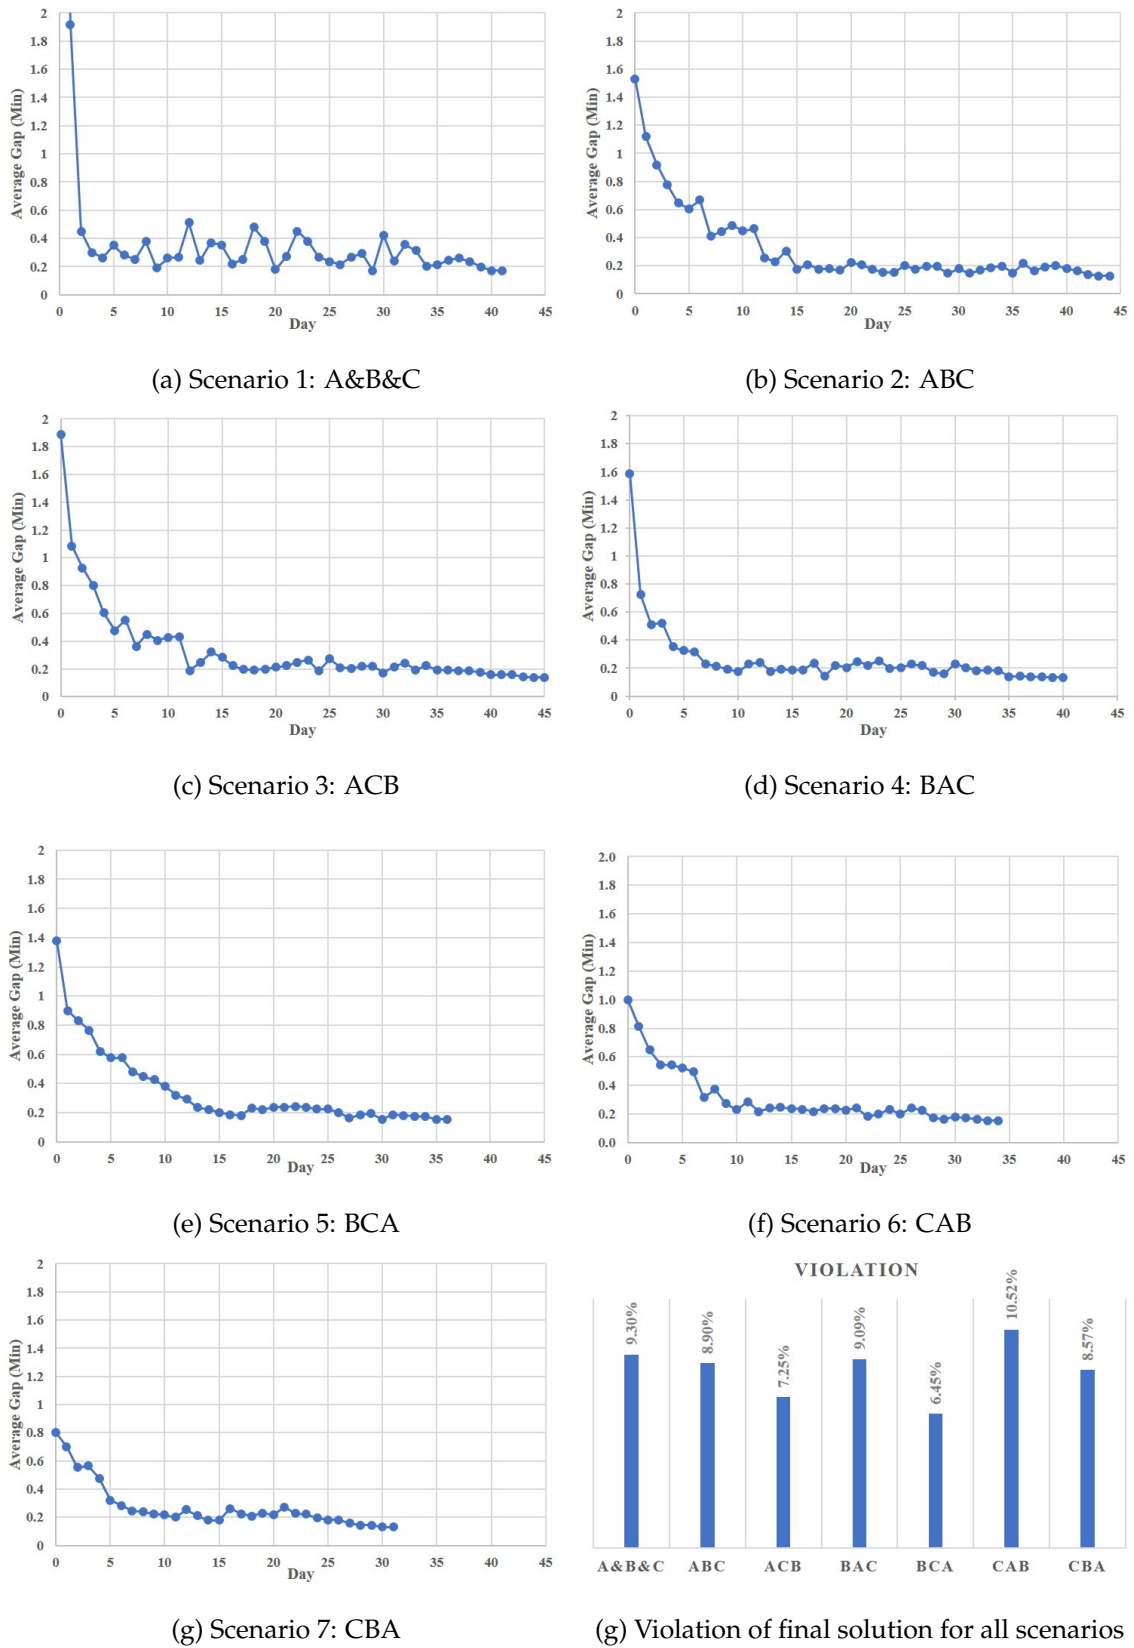 2
1.8
1.6
1.4
1.2
1
0.8
0.6
0.4
0.2
0
Average Gap (Min)
0 5 10 15 20 25 30 35 40 45
Day
(a) Scenario 1: A&B&C
2
1.8
1.6
1.4
1.2
1
0.8
0.6
0.4
0.2
0
Average Gap (Min)
0 5 10 15 20 25 30 35 40 45
Day
(b) Scenario 2: ABC
2
1.8
1.6
1.4
1.2
1
0.8
0.6
0.4
0.2
0
Average Gap (Min)
0 5 10 15 20 25 30 35 40 45
Day
(c) Scenario 3: ACB
2
1.8
1.6
1.4
1.2
1
0.8
0.6
0.4
0.2
0
Average Gap (Min)
0 5 10 15 20 25 30 35 40 45
Day
(d) Scenario 4: BAC
2
1.8
1.6
1.4
1.2
1
0.8
0.6
0.4
0.2
0
Average Gap (Min)
0 5 10 15 20 25 30 35 40 45
Day
(e) Scenario 5: BCA
2.0
1.8
1.6
1.4
1.2
1.0
0.8
0.6
0.4
0.2
0.0
Average Gap (Min)
0 5 10 15 20 25 30 35 40 45
Day
(f) Scenario 6: CAB
2
1.8
1.6
1.4
1.2
1
0.8
0.6
0.4
0.2
0
Average Gap (Min)
0 5 10 15 20 25 30 35 40 45
Day
(g) Scenario 7: CBA
VIOLATION
9.30%
8.90%
7.25%
9.09%
6.45%
10.52%
8.57%
A&B&C ABC ACB BAC BCA CAB CBA
(g) Violation of final solution for all scenarios